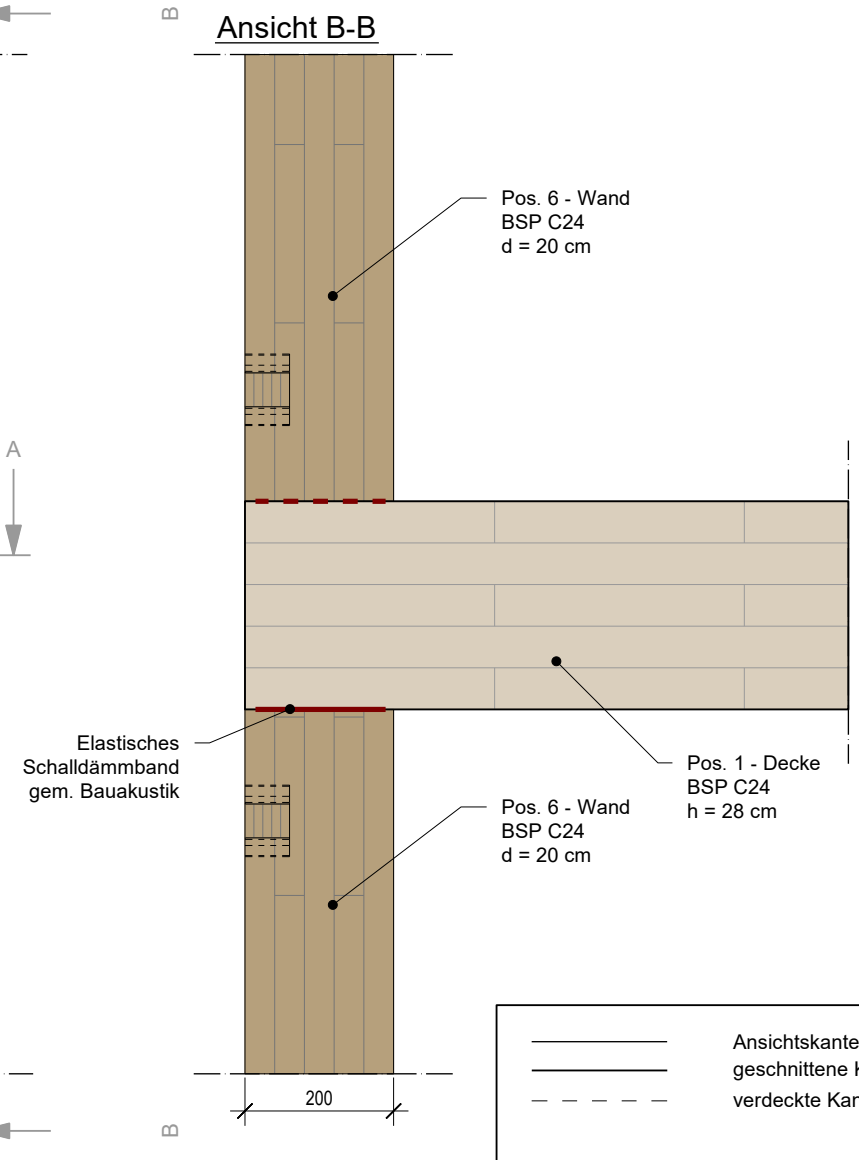 B
Ansicht B-B
Pos. 6 - Wand
BSP C24
d = 20 cm
A
Elastisches
Schalldämmband
gem. Bauakustik
Pos. 1 - Decke
BSP C24
h = 28 cm
Pos. 6 - Wand
BSP C24
d = 20 cm
200
B
Ansichtskante
geschnittene
verdeckte